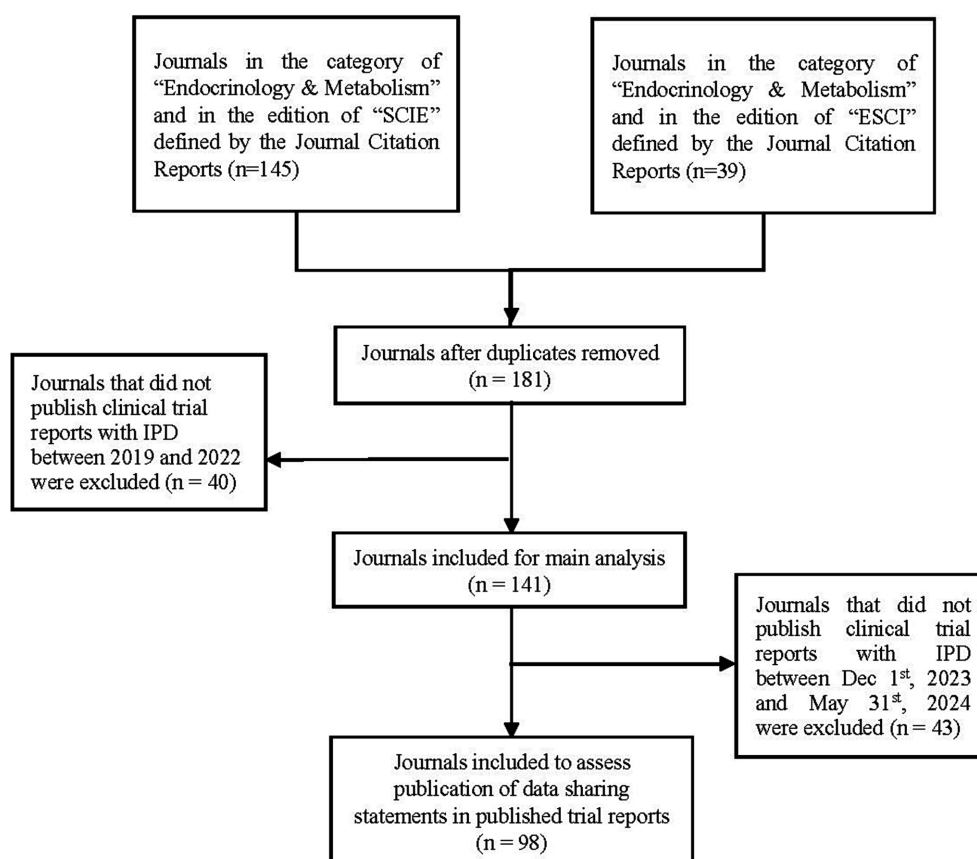 Journals in the category of
“Endocrinology & Metabolism”
and in the edition of “SCIE”
defined by the Journal Citation
Reports (n=145)
Journals in the category of
“Endocrinology & Metabolism”
and in the edition of “ESCI”
defined by the Journal Citation
Reports (n=39)
Journals after duplicates removed
(n = 181)
Journals that did not
publish clinical trial
reports with IPD
between 2019 and 2022
were excluded (n = 40)
Journals included for main analysis
(n = 141)
Journals that did not
publish clinical trial
reports with IPD
between Dec 1st, 2023
and May 31st, 2024
were excluded (n = 43)
Journals included to assess
publication of data sharing
statements in published trial reports
(n = 98)